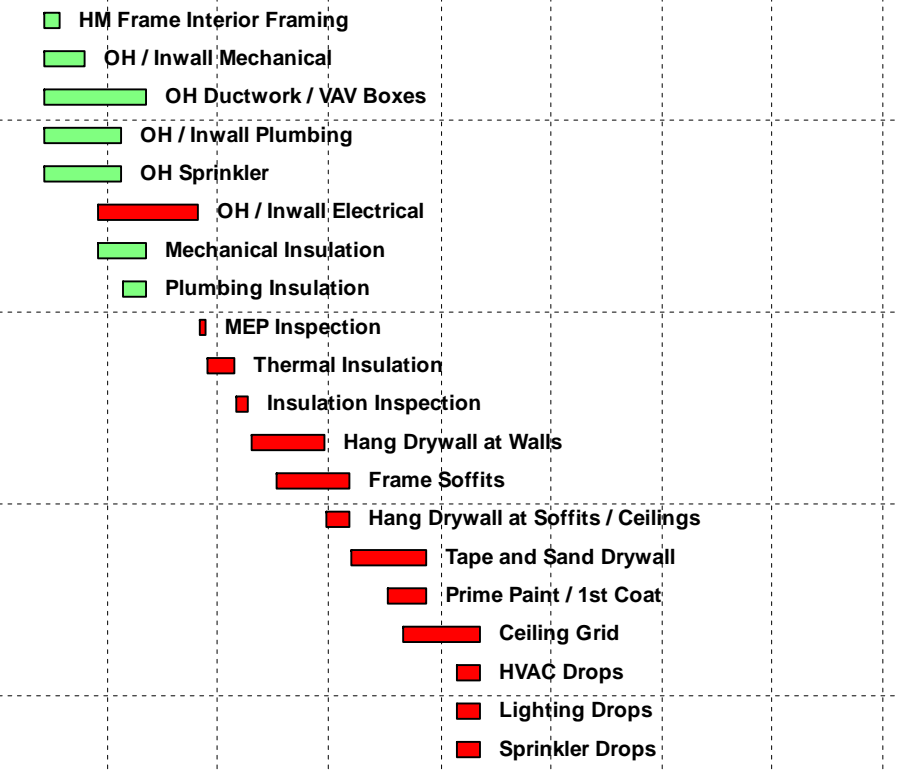 HM Frame Interior Framing
OH / Inwall Mechanical
OH Ductwork / VAV Boxes
OH / Inwall Plumbing
OH Sprinkler
OH / Inwall Electrical
Mechanical Insulation
Plumbing Insulation
MEP Inspection
Thermal Insulation
Insulation Inspection
Hang Drywall at Walls
Frame Soffits
Hang Drywall at Soffits / Ceilings
Tape and Sand Drywall
Prime Paint / 1st Coat
Ceiling Grid
HVAC Drops
Lighting Drops
Sprinkler Drops